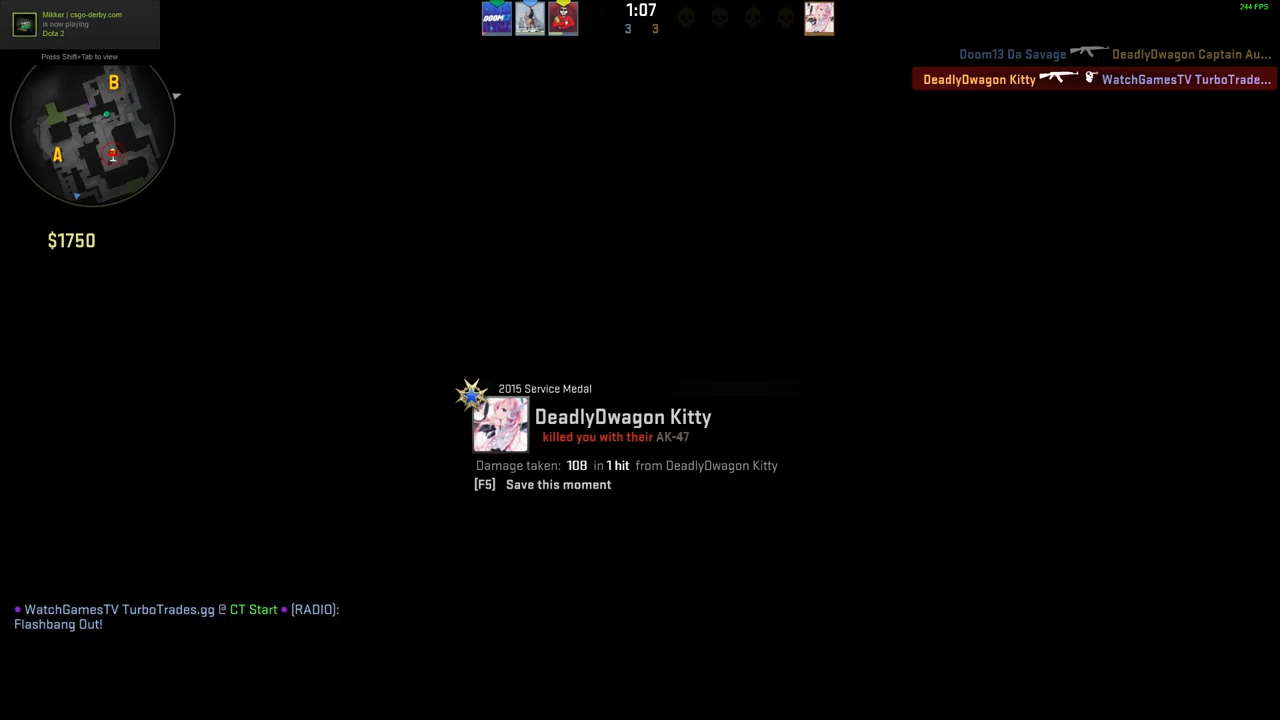 Mikker | csgo-derby.com
is now playing
Dota 2
Press Shift+Tab to view
B
A
$1750
DOOM13
1:07
3 3
244 FPS
Doom13 Da Savage DeadlyDwagon Captain Au...
DeadlyDwagon Kitty WatchGamesTV TurboTrade...
2015 Service Medal
DeadlyDwagon Kitty
killed you with their AK-47
Damage taken: 108 in 1 hit from DeadlyDwagon Kitty
[F5] Save this moment
• WatchGamesTV TurboTrades.gg @ CT Start • (RADIO):
Flashbang Out!